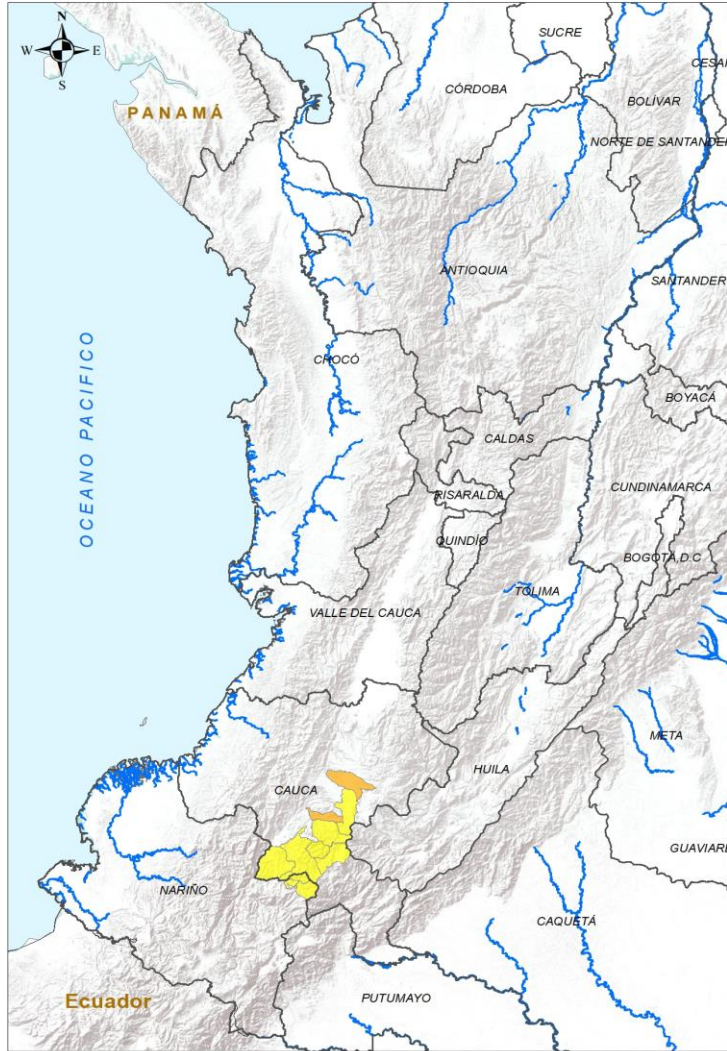 N
W E
S
PANAMÁ
SUCRE
CÓRDOBA
BOLÍVAR
NORTE DE SANTANDER
ANTIOQUIA
SANTANDER
OCEANO PACIFICO
CHOCÓ
BOYACÁ
CALDAS
CUNDINAMARCA
RISARALDA
QUINDÍO
BOGOTÁ,D.C
TOLIMA
VALLE DEL CAUCA
META
HUILA
CAUCA
GUAVIARE
NARIÑO
CAQUETÁ
PUTUMAYO
Ecuador